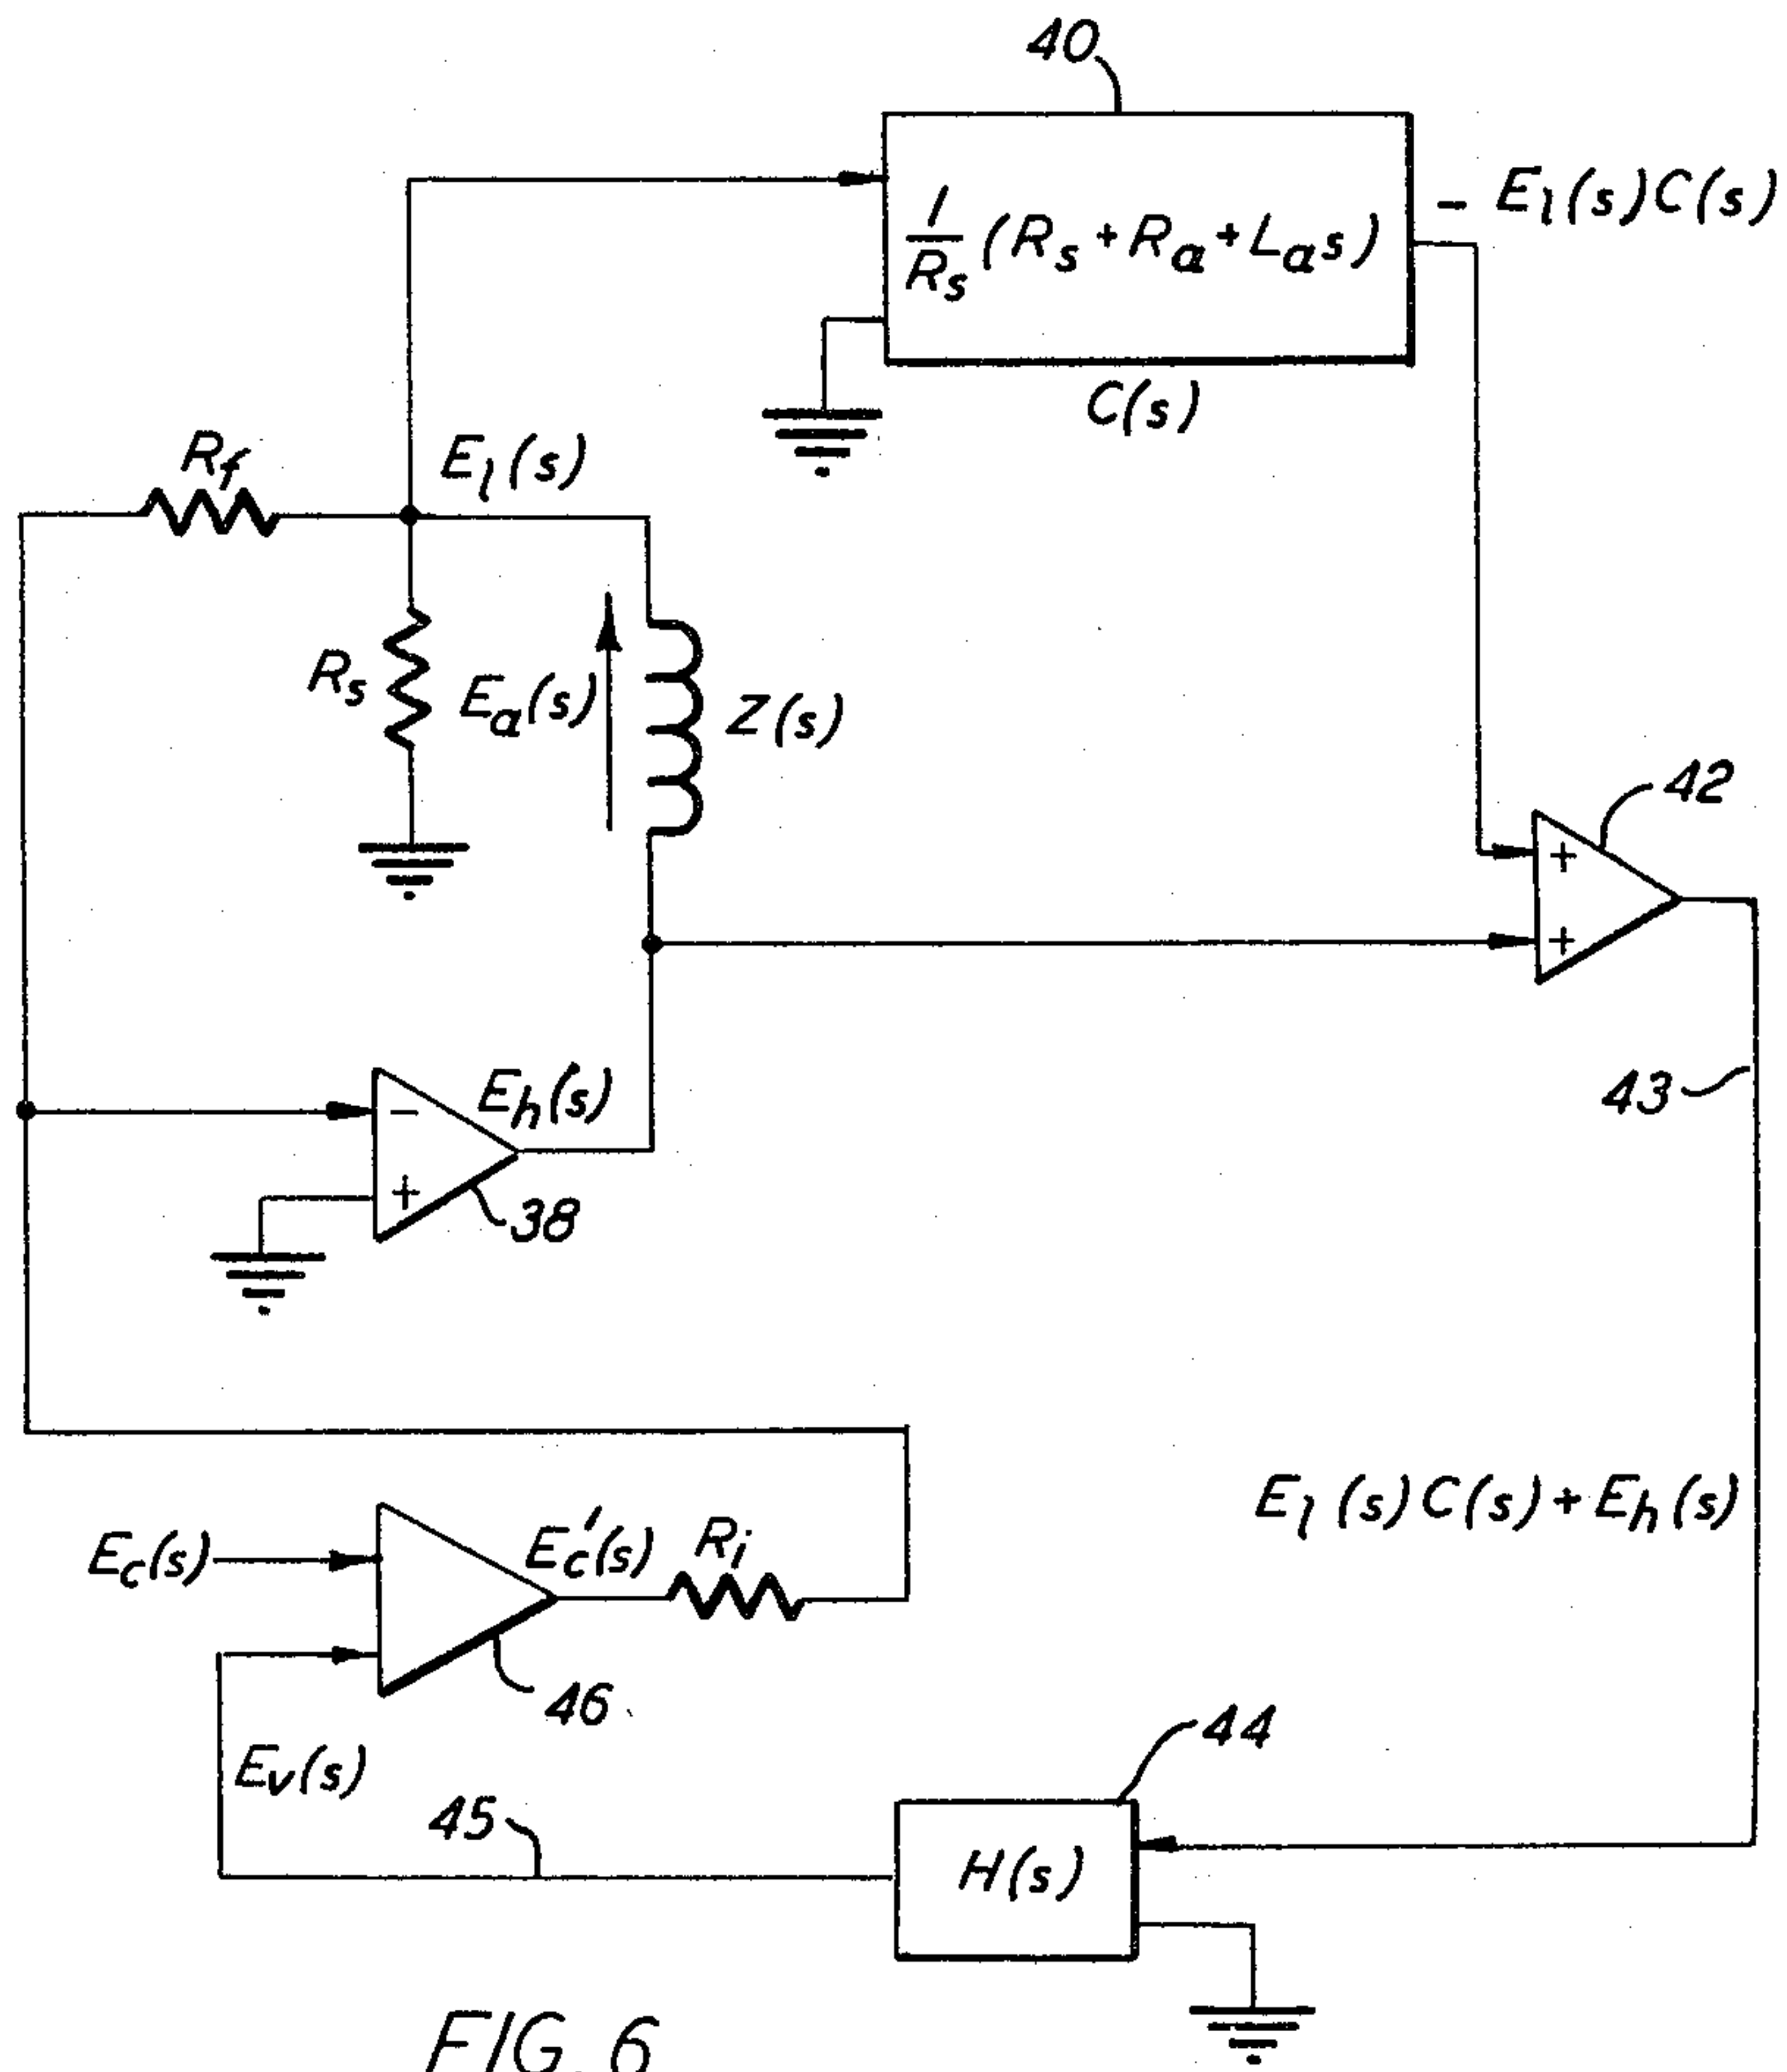 40
1/Rs (Rs + Ra + Las)
- El(s)C(s)
C(s)
Rf
El(s)
Rs
Ea(s)
Z(s)
42
+
+
Eh(s)
-
+
38
43
El(s)C(s)+Eh(s)
Ec(s)
Ec'(s)
Ri
46
Ev(s)
45
44
H(s)
FIG. 6